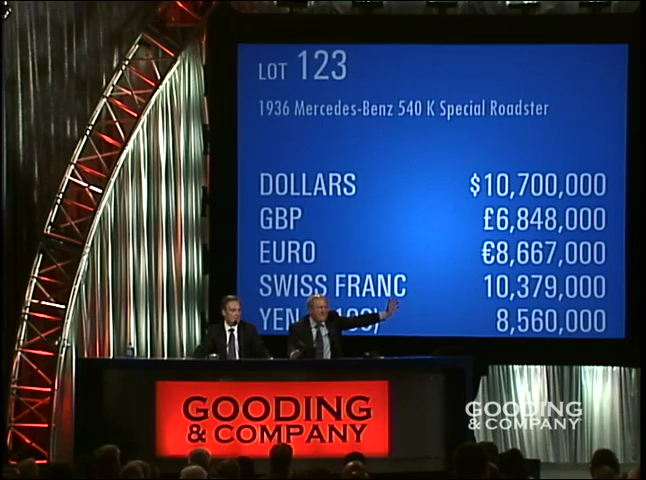 LOT 123
1936 Mercedes-Benz 540 K Special Roadster
DOLLARS $10,700,000
GBP £6,848,000
EURO €8,667,000
SWISS FRANC 10,379,000
YEN 8,560,000
GOODING
& COMPANY
GOODING
& COMPANY